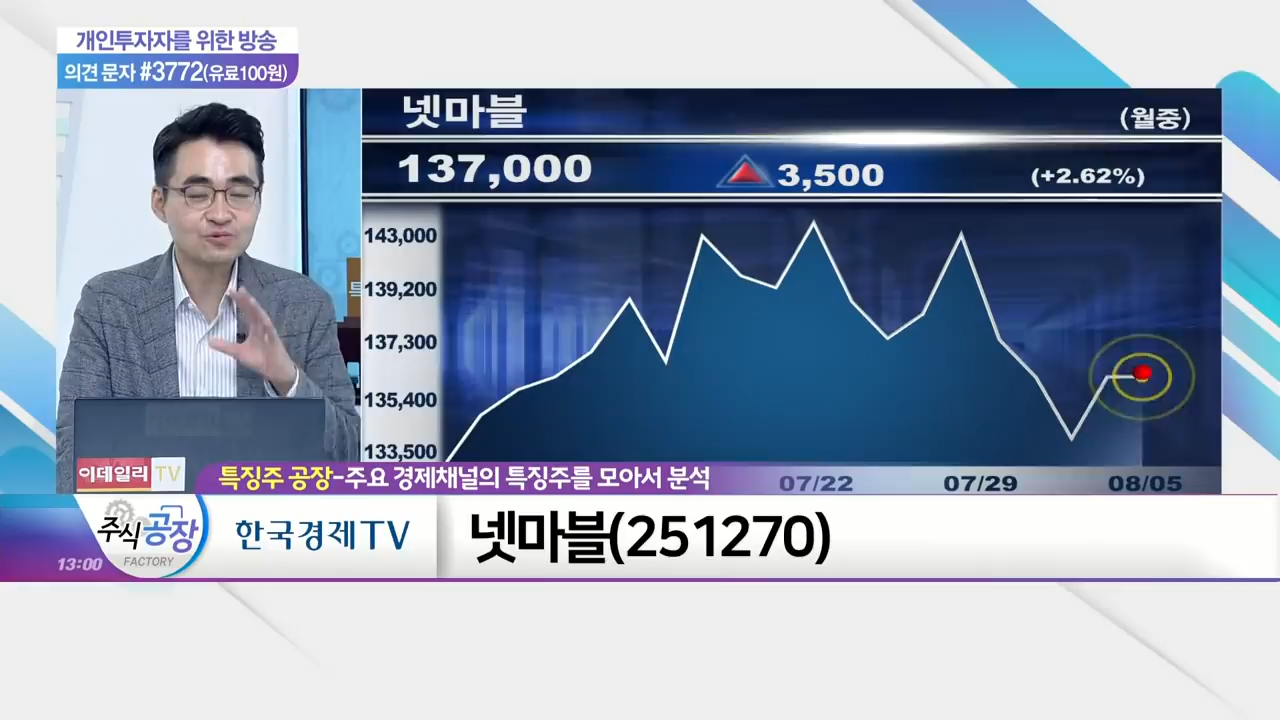 개인투자자를 위한 방송
의견 문자 #3772(유료100원)
넷마블
(월중)
137,000
3,500
(+2.62%)
143,000
139,200
137,300
135,400
133,500
특
07/22
07/29
08/05
이데일리 TV
특징주 공장-주요 경제채널의 특징주를 모아서 분석
주식공장
FACTORY
13:00
한국경제TV
넷마블(251270)